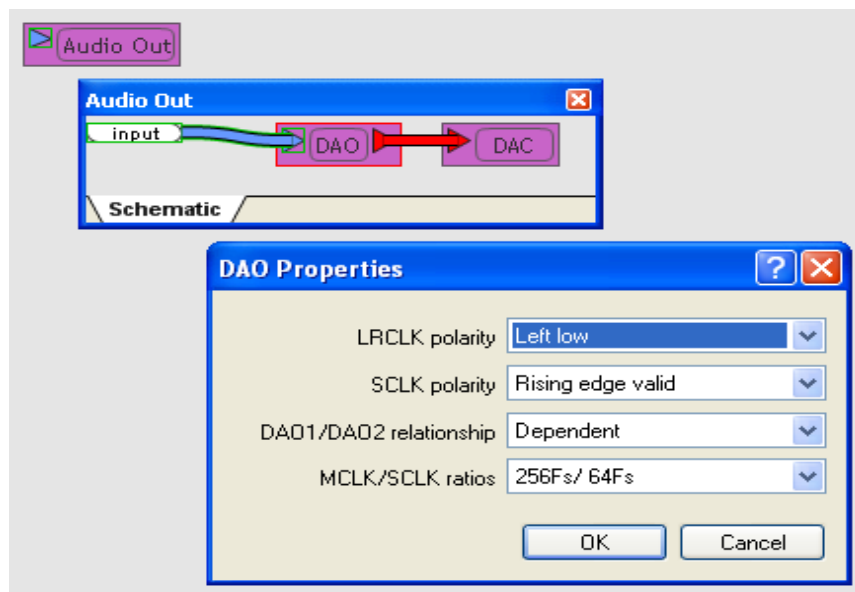 Audio Out
Audio Out
input
DAO
DAC
Schematic
DAO Properties
LRCLK polarity Left low
SCLK polarity Rising edge valid
DAO1/DAO2 relationship Dependent
MCLK/SCLK ratios 256Fs/ 64Fs
OK Cancel